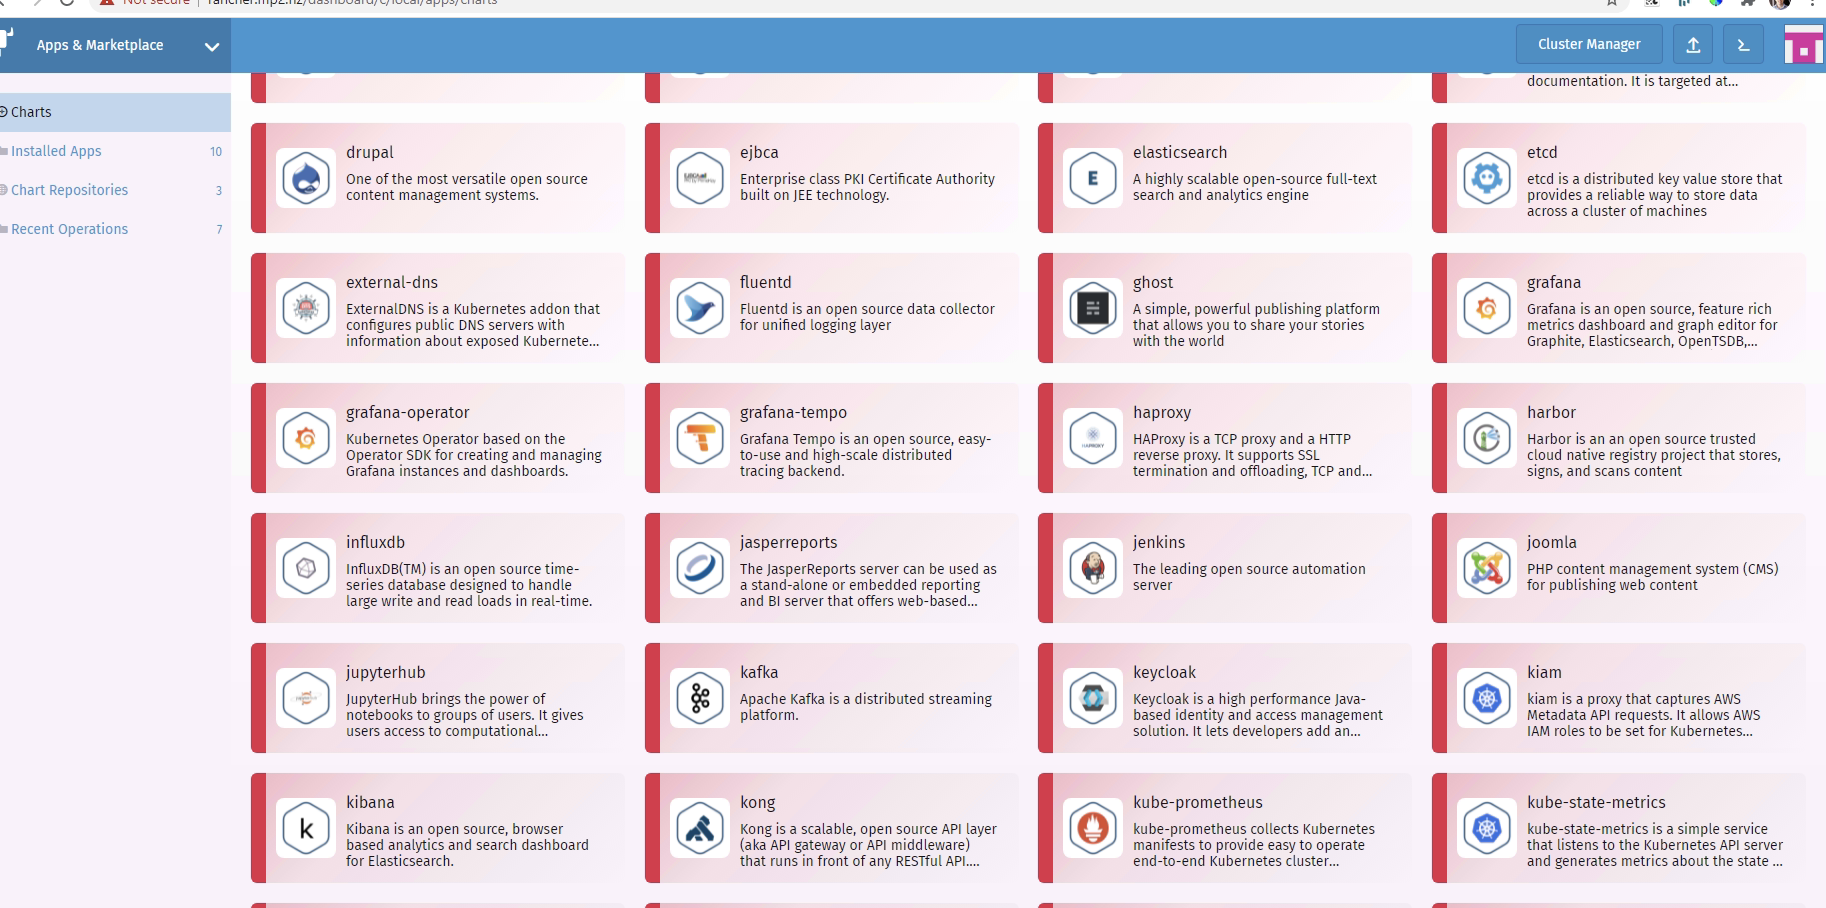 Not secure | rancher.mp2.nz/dashboard/c/local/apps/charts
Apps & Marketplace
Cluster Manager
Charts
Installed Apps 10
Chart Repositories 3
Recent Operations 7
documentation. It is targeted at...
drupal
One of the most versatile open source
content management systems.
ejbca
Enterprise class PKI Certificate Authority
built on JEE technology.
E
elasticsearch
A highly scalable open-source full-text
search and analytics engine
etcd
etcd is a distributed key value store that
provides a reliable way to store data
across a cluster of machines
external-dns
ExternalDNS is a Kubernetes addon that
configures public DNS servers with
information about exposed Kubernete...
fluentd
Fluentd is an open source data collector
for unified logging layer
ghost
A simple, powerful publishing platform
that allows you to share your stories
with the world
grafana
Grafana is an open source, feature rich
metrics dashboard and graph editor for
Graphite, Elasticsearch, OpenTSDB,...
grafana-operator
Kubernetes Operator based on the
Operator SDK for creating and managing
Grafana instances and dashboards.
grafana-tempo
Grafana Tempo is an open source, easy-
to-use and high-scale distributed
tracing backend.
HAPROXY
haproxy
HAProxy is a TCP proxy and a HTTP
reverse proxy. It supports SSL
termination and offloading, TCP and...
harbor
Harbor is an an open source trusted
cloud native registry project that stores,
signs, and scans content
influxdb
InfluxDB(TM) is an open source time-
series database designed to handle
large write and read loads in real-time.
jasperreports
The JasperReports server can be used as
a stand-alone or embedded reporting
and BI server that offers web-based...
jenkins
The leading open source automation
server
joomla
PHP content management system (CMS)
for publishing web content
jupyterhub
JupyterHub brings the power of
notebooks to groups of users. It gives
users access to computational...
kafka
Apache Kafka is a distributed streaming
platform.
keycloak
Keycloak is a high performance Java-
based identity and access management
solution. It lets developers add an...
kiam
kiam is a proxy that captures AWS
Metadata API requests. It allows AWS
IAM roles to be set for Kubernetes...
k
kibana
Kibana is an open source, browser
based analytics and search dashboard
for Elasticsearch.
kong
Kong is a scalable, open source API layer
(aka API gateway or API middleware)
that runs in front of any RESTful API....
kube-prometheus
kube-prometheus collects Kubernetes
manifests to provide easy to operate
end-to-end Kubernetes cluster...
kube-state-metrics
kube-state-metrics is a simple service
that listens to the Kubernetes API server
and generates metrics about the state ...